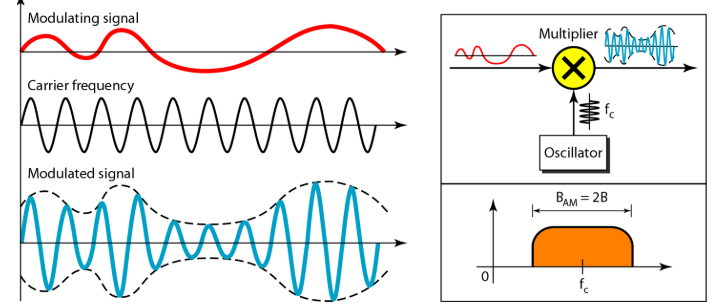 Modulating signal
Carrier frequency
Modulated signal
Multiplier
fc
Oscillator
BAM = 2B
0
fc